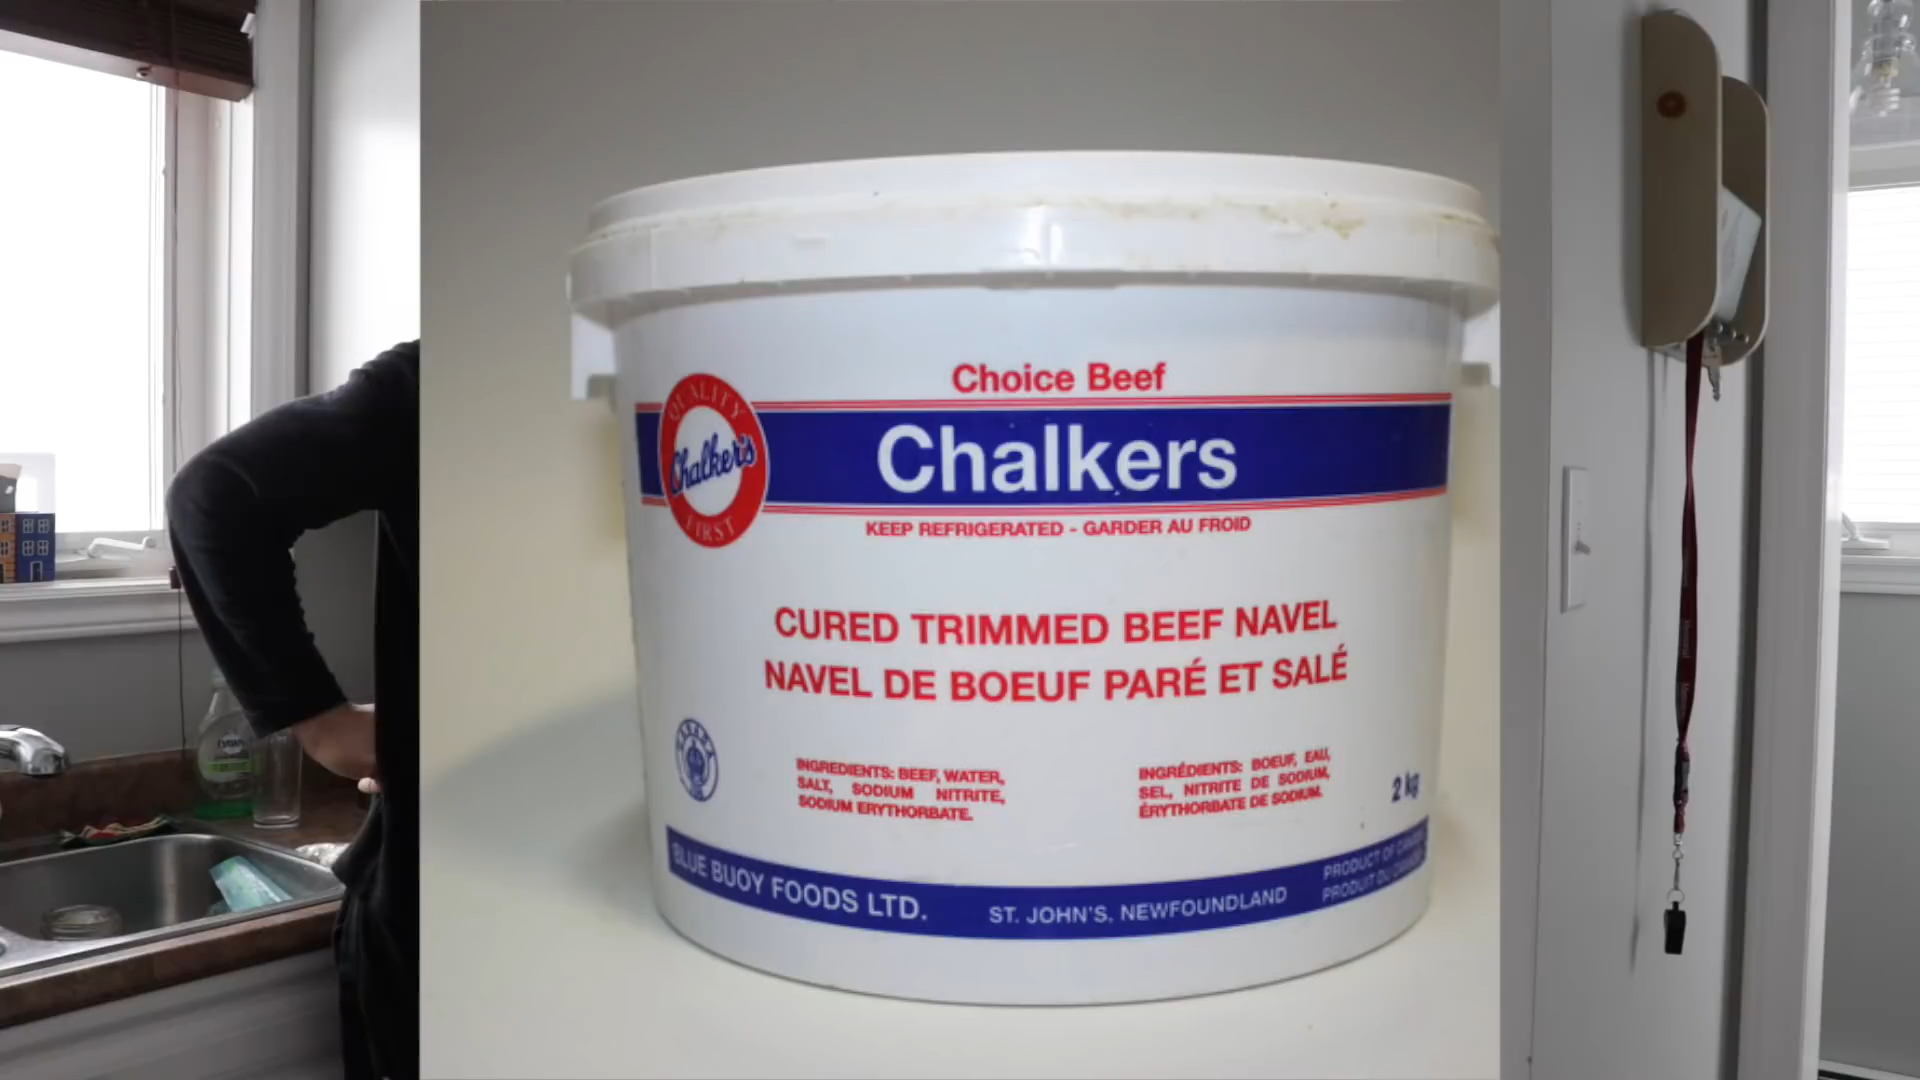 Choice Beef
QUALITY
Chalker's
FIRST
Chalkers
KEEP REFRIGERATED - GARDER AU FROID
CURED TRIMMED BEEF NAVEL
NAVEL DE BOEUF PARÉ ET SALÉ
INGREDIENTS: BEEF, WATER,
SALT, SODIUM NITRITE,
SODIUM ERYTHORBATE.
INGRÉDIENTS: BOEUF, EAU,
SEL, NITRITE DE SODIUM,
ÉRYTHORBATE DE SODIUM.
2 kg
BLUE BUOY FOODS LTD.
ST. JOHN'S, NEWFOUNDLAND
PRODUCT OF CANADA
PRODUIT DU CANADA
DAWN